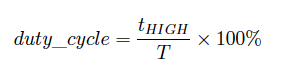 duty_cycle = t_HIGH / T × 100%